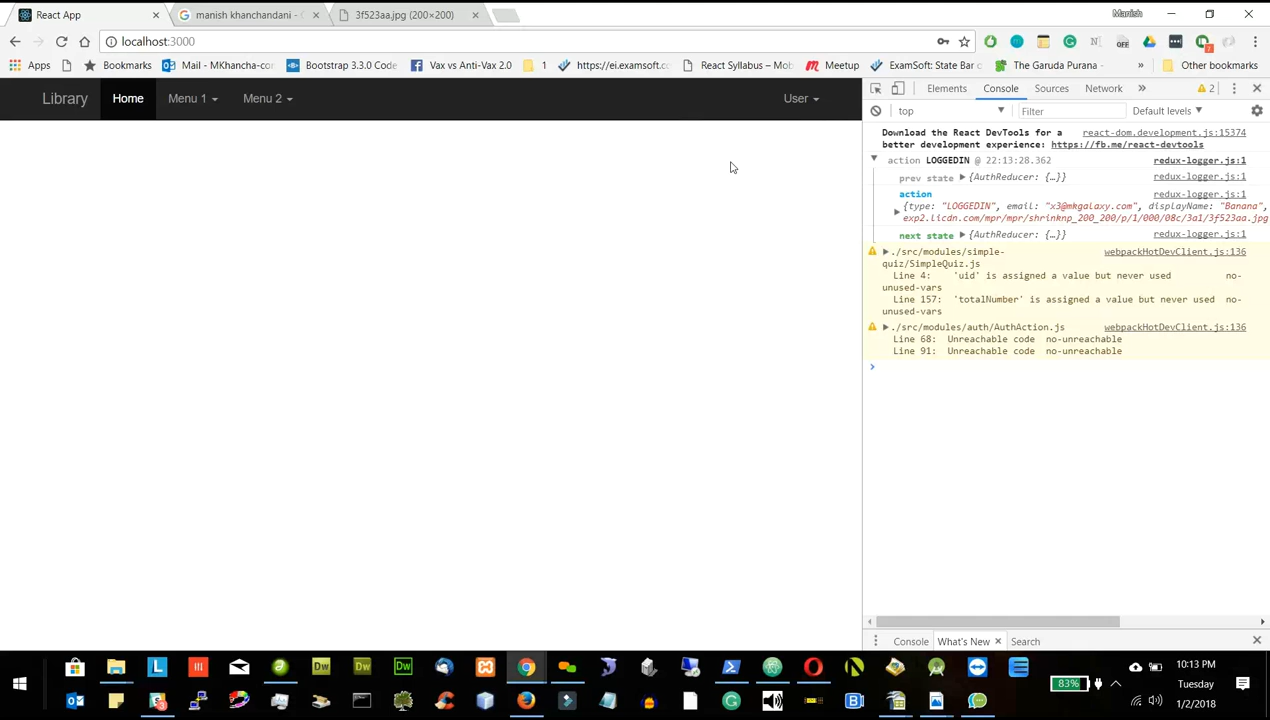 React App
manish khanchandani - G
3f523aa.jpg (200×200)
Manish
localhost:3000
Apps
Bookmarks
Mail - MKhancha-con
Bootstrap 3.3.0 Code
Vax vs Anti-Vax 2.0
1
https://ei.examsoft.co
React Syllabus – Mob
Meetup
ExamSoft: State Bar o
The Garuda Purana -
»
Other bookmarks
Library
Home
Menu 1
Menu 2
User
Elements
Console
Sources
Network
»
2
top
Filter
Default levels
Download the React DevTools for a react-dom.development.js:15374
better development experience: https://fb.me/react-devtools
action LOGGEDIN @ 22:13:28.362 redux-logger.js:1
prev state {AuthReducer: {…}} redux-logger.js:1
action redux-logger.js:1
{type: "LOGGEDIN", email: "x3@mkgalaxy.com", displayName: "Banana",
exp2.licdn.com/mpr/mpr/shrinknp_200_200/p/1/000/08c/3a1/3f523aa.jpg
next state {AuthReducer: {…}} redux-logger.js:1
./src/modules/simple- webpackHotDevClient.js:136
quiz/SimpleQuiz.js
Line 4: 'uid' is assigned a value but never used no-
unused-vars
Line 157: 'totalNumber' is assigned a value but never used no-
unused-vars
./src/modules/auth/AuthAction.js webpackHotDevClient.js:136
Line 68: Unreachable code no-unreachable
Line 91: Unreachable code no-unreachable
Console
What's New
Search
10:13 PM
83%
Tuesday
1/2/2018